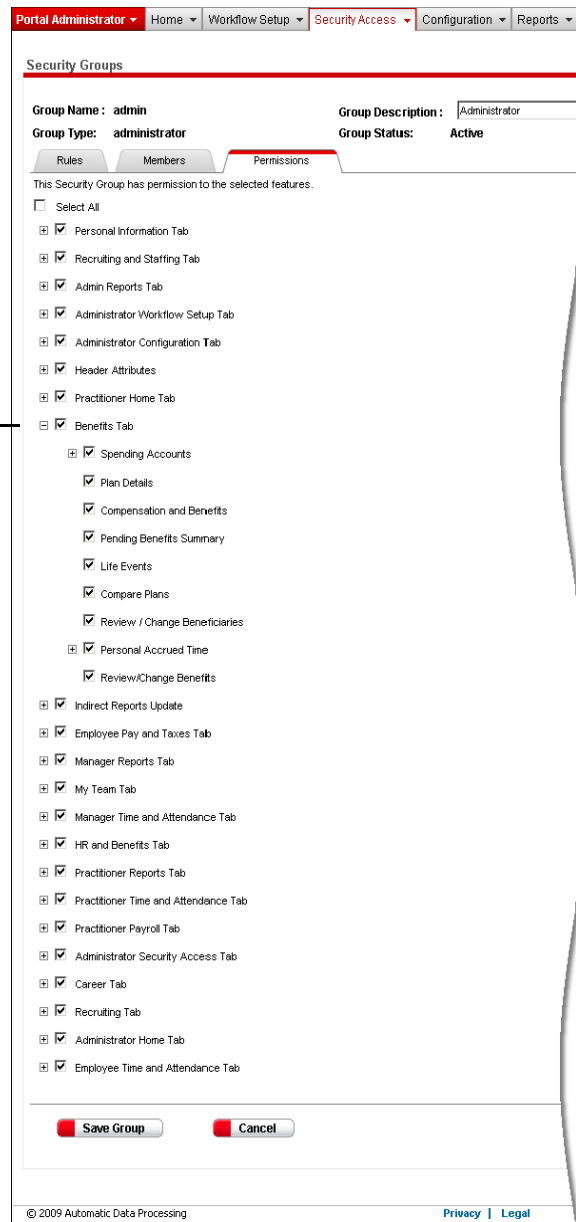 Portal Administrator Home Workflow Setup Security Access Configuration Reports
Security Groups
Group Name : admin Group Description : Administrator
Group Type: administrator Group Status: Active
Rules Members Permissions
This Security Group has permission to the selected features.
Select All
Personal Information Tab
Recruiting and Staffing Tab
Admin Reports Tab
Administrator Workflow Setup Tab
Administrator Configuration Tab
Header Attributes
Practitioner Home Tab
Benefits Tab
Spending Accounts
Plan Details
Compensation and Benefits
Pending Benefits Summary
Life Events
Compare Plans
Review / Change Beneficiaries
Personal Accrued Time
Review/Change Benefits
Indirect Reports Update
Employee Pay and Taxes Tab
Manager Reports Tab
My Team Tab
Manager Time and Attendance Tab
HR and Benefits Tab
Practitioner Reports Tab
Practitioner Time and Attendance Tab
Practitioner Payroll Tab
Administrator Security Access Tab
Career Tab
Recruiting Tab
Administrator Home Tab
Employee Time and Attendance Tab
Save Group Cancel
© 2009 Automatic Data Processing Privacy | Legal